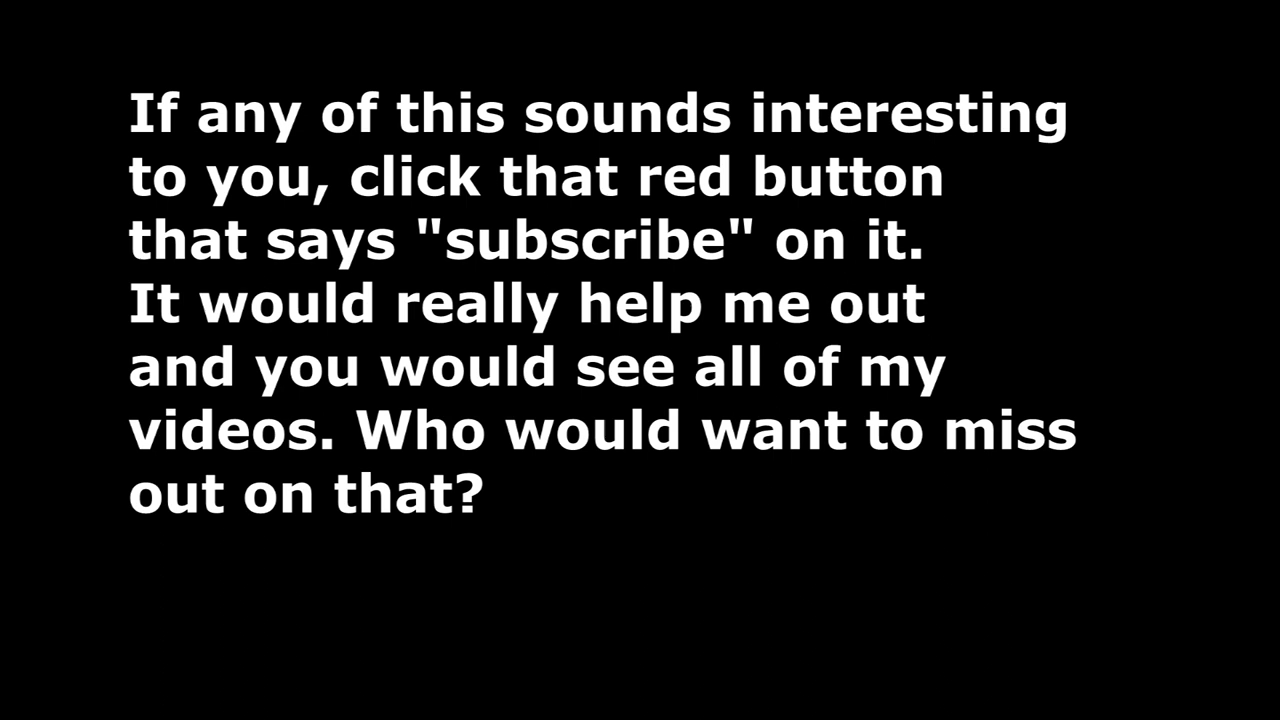 If any of this sounds interesting
to you, click that red button
that says "subscribe" on it.
It would really help me out
and you would see all of my
videos. Who would want to miss
out on that?